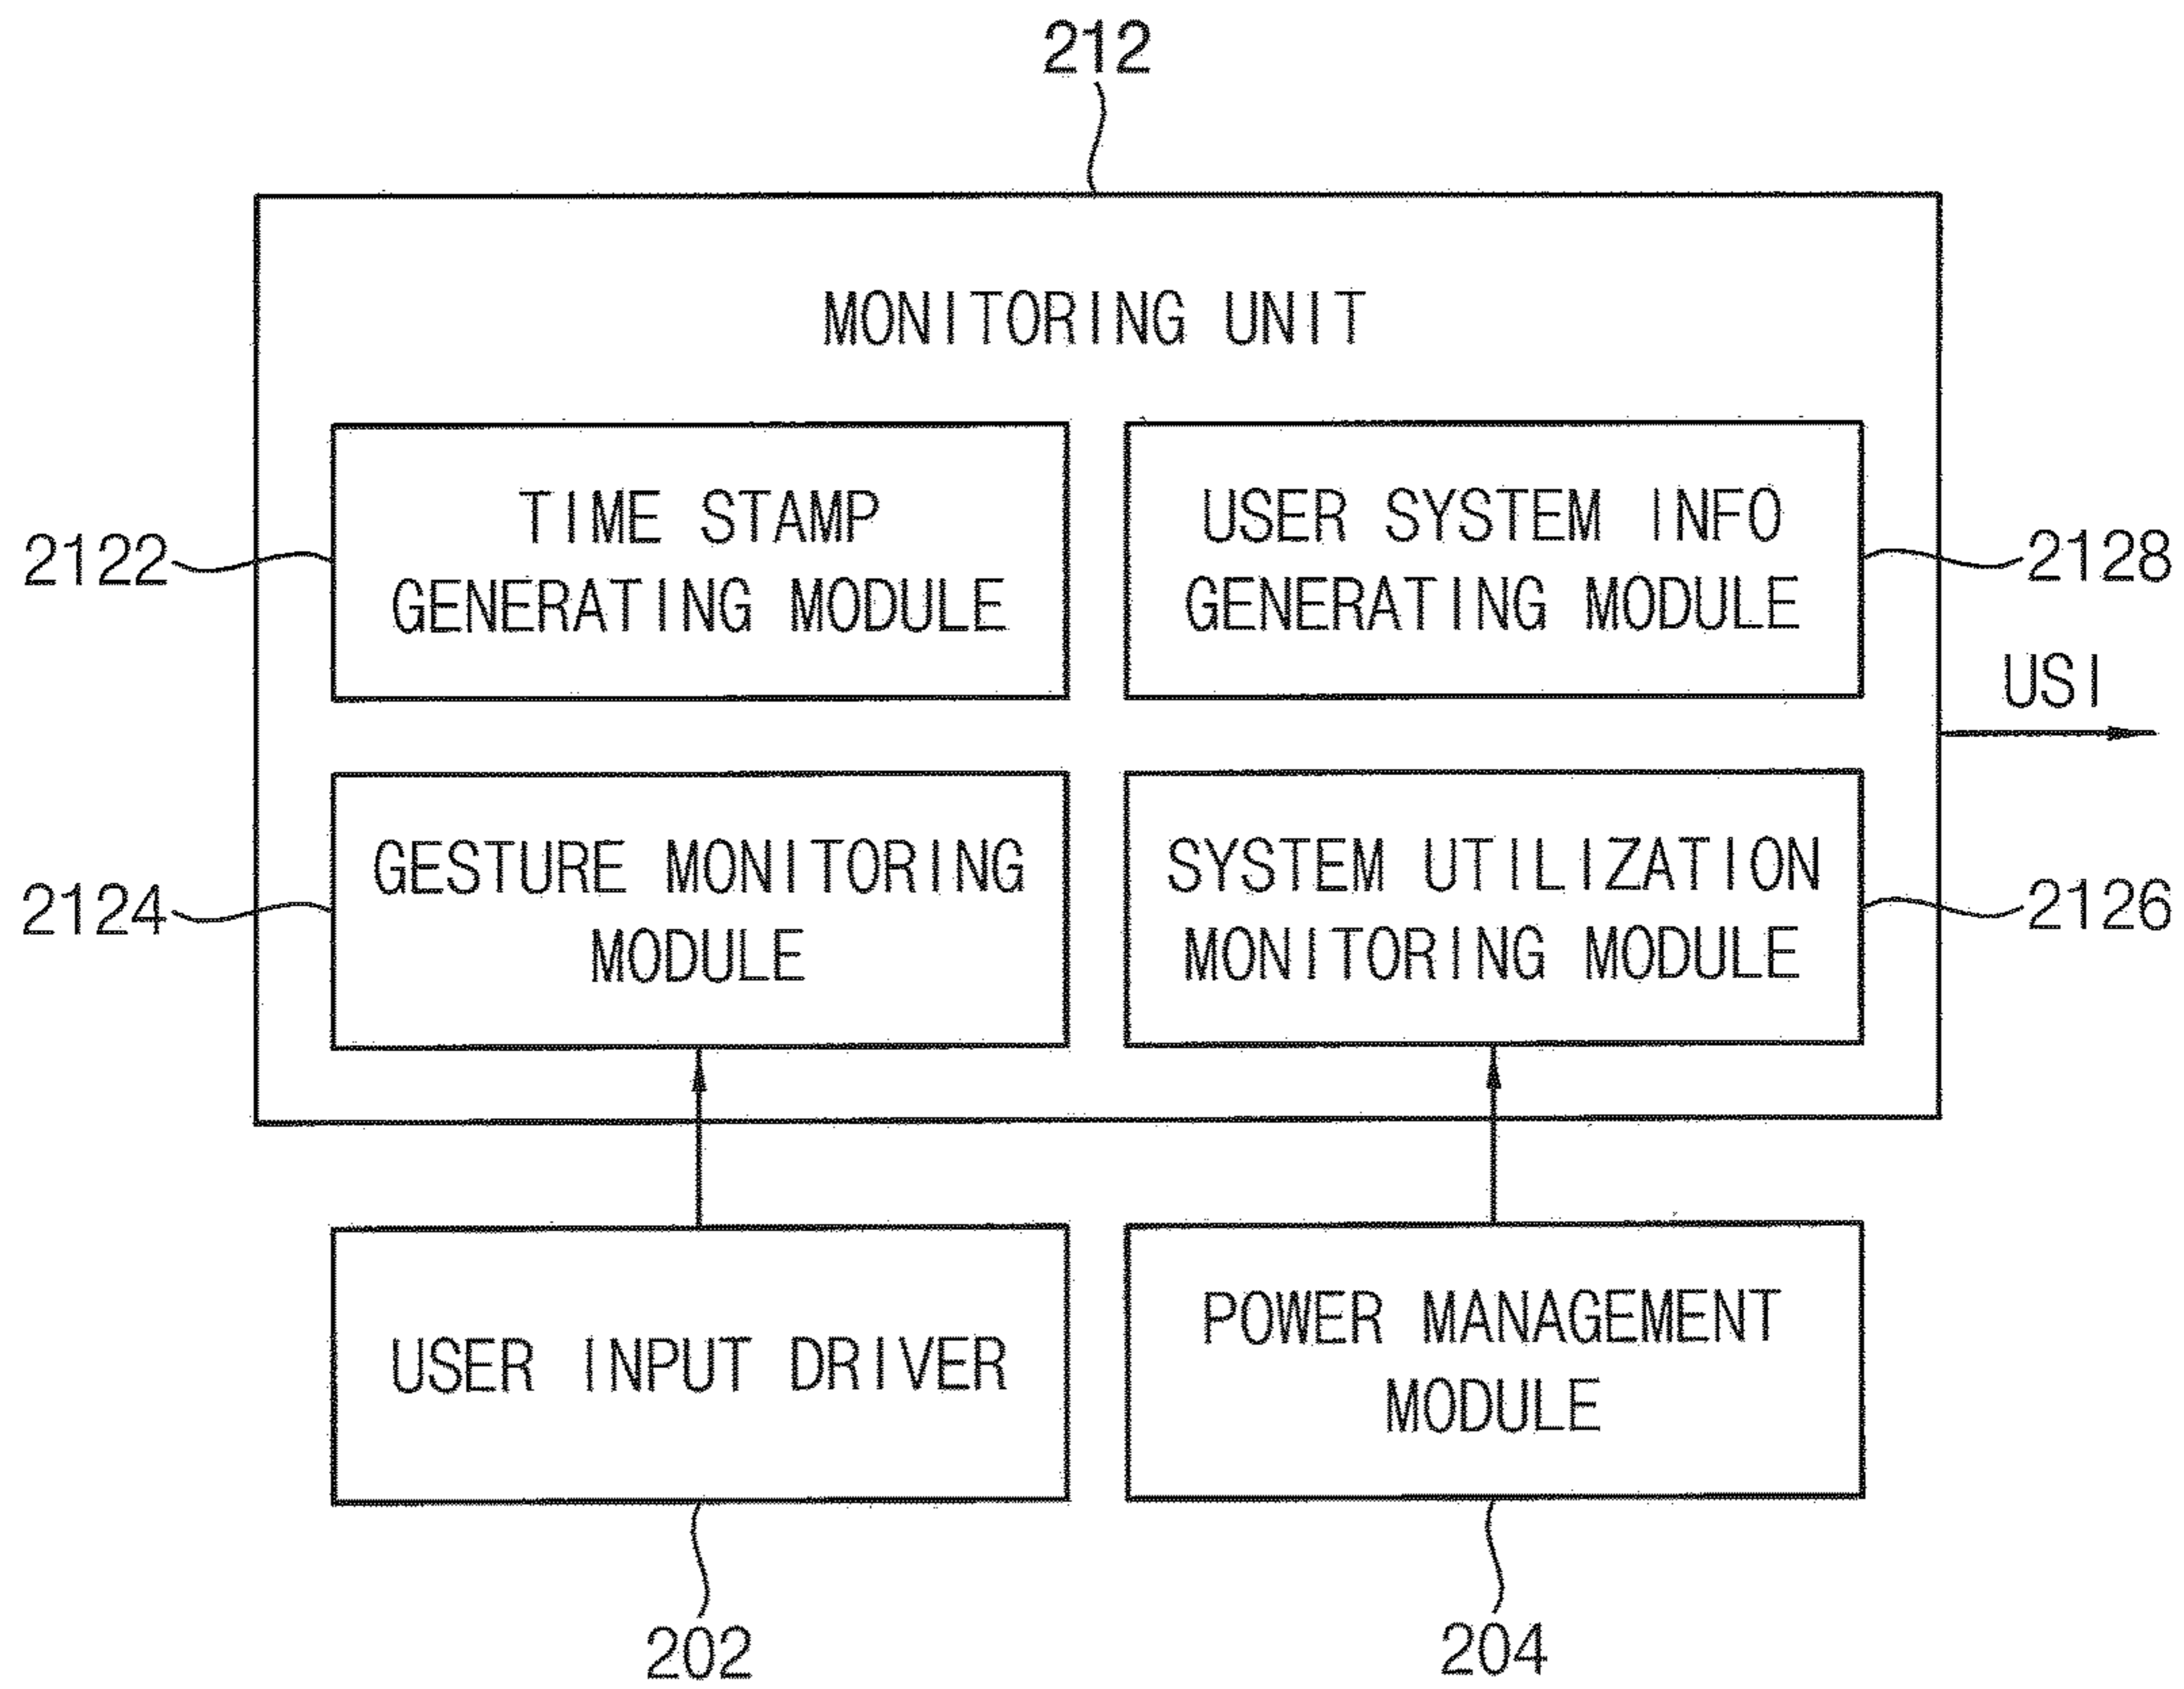 212
MONITORING UNIT
TIME STAMP
GENERATING MODULE
2122
USER SYSTEM INFO
GENERATING MODULE
2128
USI
GESTURE MONITORING
MODULE
2124
SYSTEM UTILIZATION
MONITORING MODULE
2126
USER INPUT DRIVER
202
POWER MANAGEMENT
MODULE
204